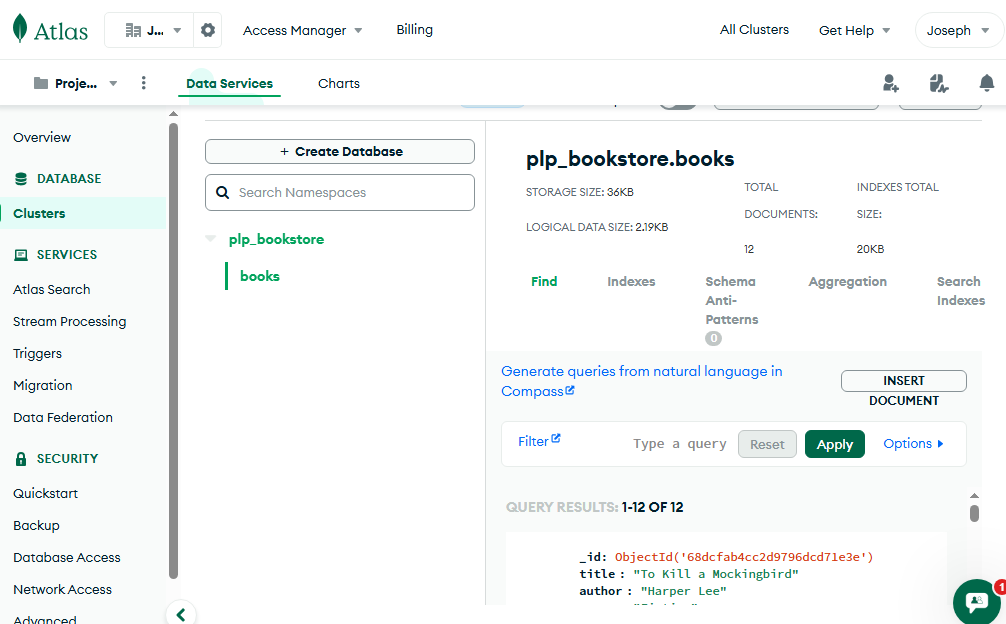 Atlas
J...
Access Manager
Billing
All Clusters
Get Help
Joseph
Proje...
Data Services
Charts
Overview
DATABASE
Clusters
SERVICES
Atlas Search
Stream Processing
Triggers
Migration
Data Federation
SECURITY
Quickstart
Backup
Database Access
Network Access
Advanced
+ Create Database
Search Namespaces
plp_bookstore
books
plp_bookstore.books
STORAGE SIZE: 36KB
LOGICAL DATA SIZE: 2.19KB
TOTAL
DOCUMENTS:
12
INDEXES TOTAL
SIZE:
20KB
Find
Indexes
Schema
Anti-
Patterns
0
Aggregation
Search
Indexes
Generate queries from natural language in
Compass
INSERT
DOCUMENT
Filter
Type a query
Reset
Apply
Options
QUERY RESULTS: 1-12 OF 12
_id: ObjectId('68dcfab4cc2d9796dcd71e3e')
title : "To Kill a Mockingbird"
author : "Harper Lee"
1